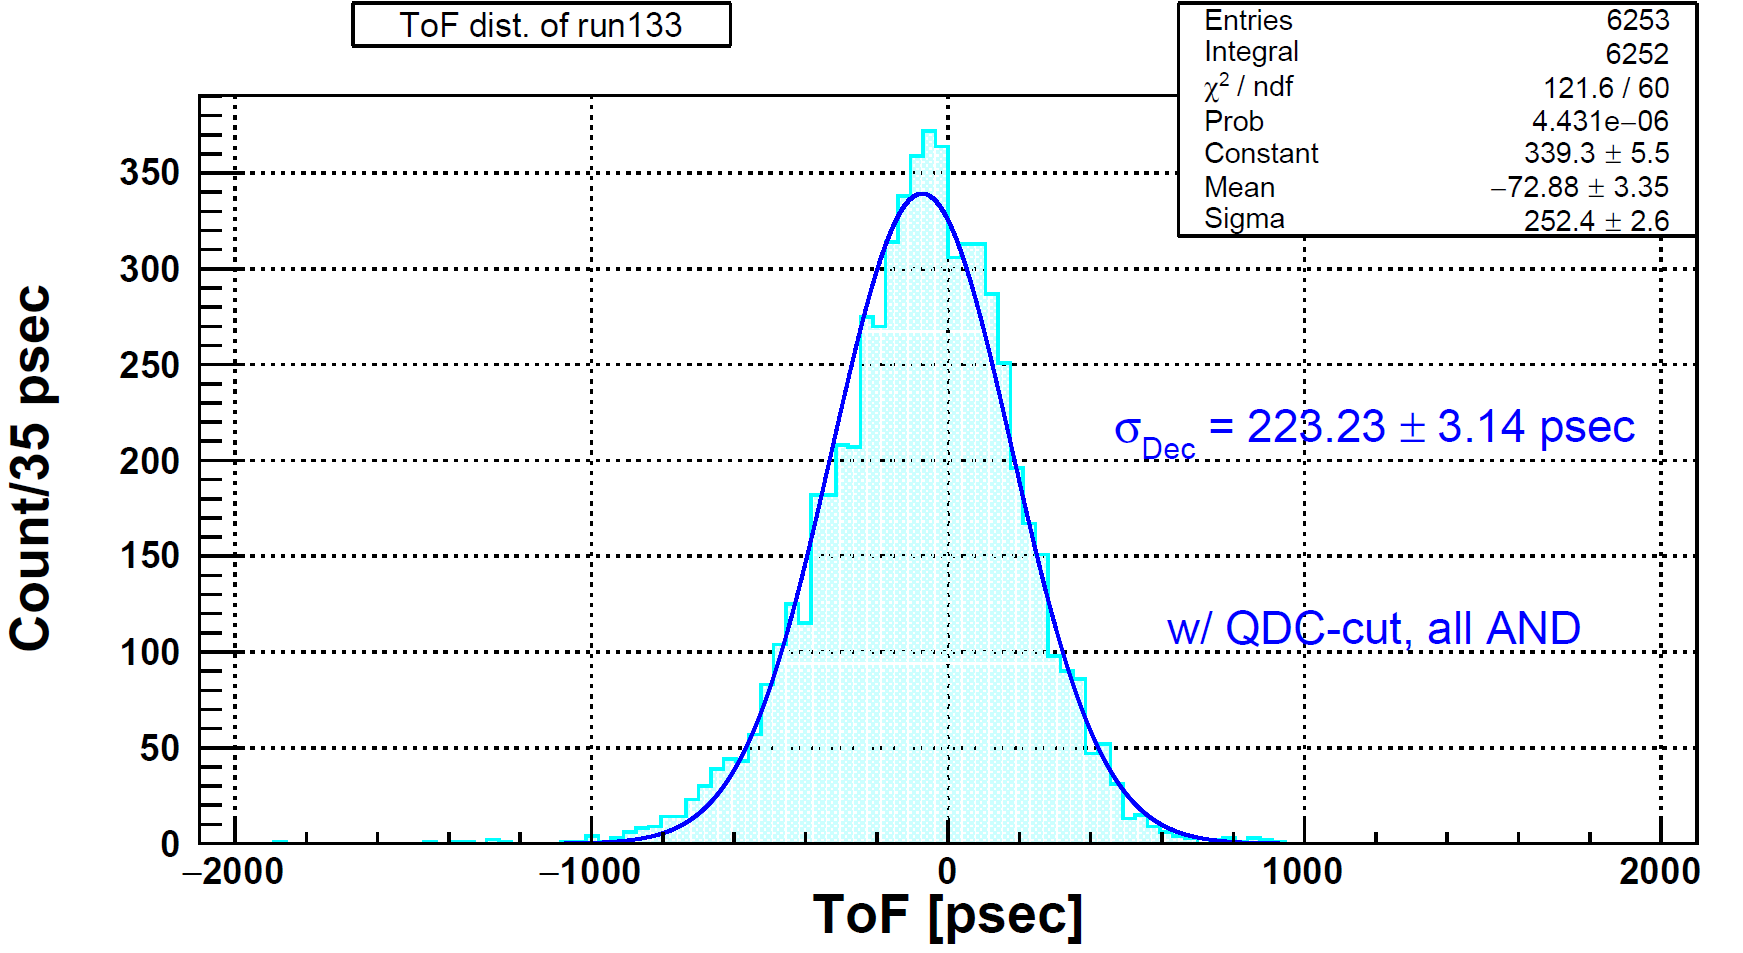 ToF dist. of run133
Entries 6253
Integral 6252
χ² / ndf 121.6 / 60
Prob 4.431e−06
Constant 339.3 ± 5.5
Mean −72.88 ± 3.35
Sigma 252.4 ± 2.6
Count/35 psec
350
300
250
200
150
100
50
0
σDec = 223.23 ± 3.14 psec
w/ QDC-cut, all AND
−2000 −1000 0 1000 2000
ToF [psec]